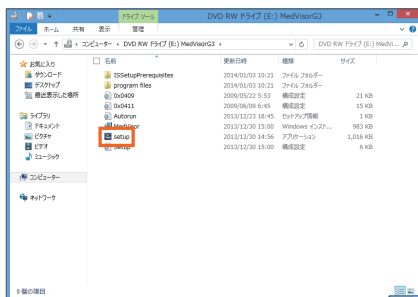 ドライブ ツール
DVD RW ドライブ (E:) MedVisorG3
ファイル ホーム 共有 表示 管理
コンピューター ▸ DVD RW ドライブ (E:) MedVisorG3 ▸
DVD RW ドライブ (E:) MedVi...
お気に入り
ダウンロード
デスクトップ
最近表示した場所
ライブラリ
ドキュメント
ピクチャ
ビデオ
ミュージック
コンピューター
ネットワーク
名前 更新日時 種類 サイズ
ISSetupPrerequisites 2014/01/03 10:21 ファイル フォルダー
program files 2014/01/03 10:21 ファイル フォルダー
0x0409 2009/05/22 5:53 構成設定 21 KB
0x0411 2009/06/09 6:45 構成設定 15 KB
Autorun 2013/12/23 18:45 セットアップ情報 1 KB
MedVisor 2013/12/30 15:00 Windows インスト... 983 KB
setup 2013/12/30 14:56 アプリケーション 1,016 KB
Setup 2013/12/30 15:00 構成設定 6 KB
8 個の項目